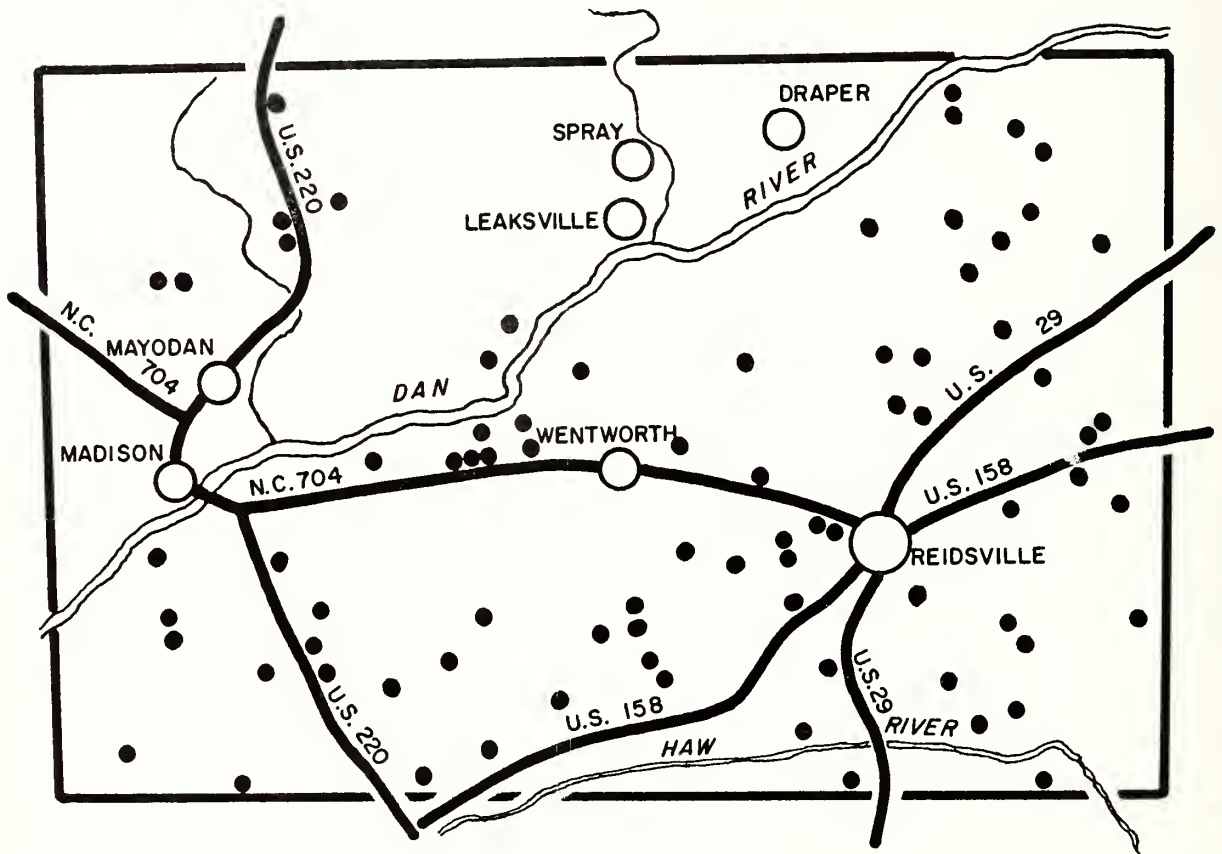 DRAPER
SPRAY
U.S. 220
RIVER
LEAKSVILLE
N.C.
704
MAYODAN
U.S. 29
DAN
WENTWORTH
MADISON
N.C. 704
U.S. 158
REIDSVILLE
U.S. 220
U.S. 158
U.S. 29
HAW
RIVER